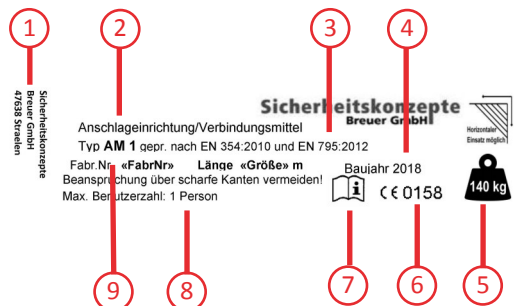 1
2
3
4
Sicherheitskonzepte
Breuer GmbH
47638 Straelen
Sicherheitskonzepte
Breuer GmbH
Horizontaler
Einsatz möglich
Anschlageinrichtung/Verbindungsmittel
Typ AM 1 gepr. nach EN 354:2010 und EN 795:2012
Fabr.Nr. «FabrNr» Länge «Größe» m
Beanspruchung über scharfe Kanten vermeiden!
Max. Benutzerzahl: 1 Person
Baujahr 2018
i
CE 0158
140 kg
9
8
7
6
5